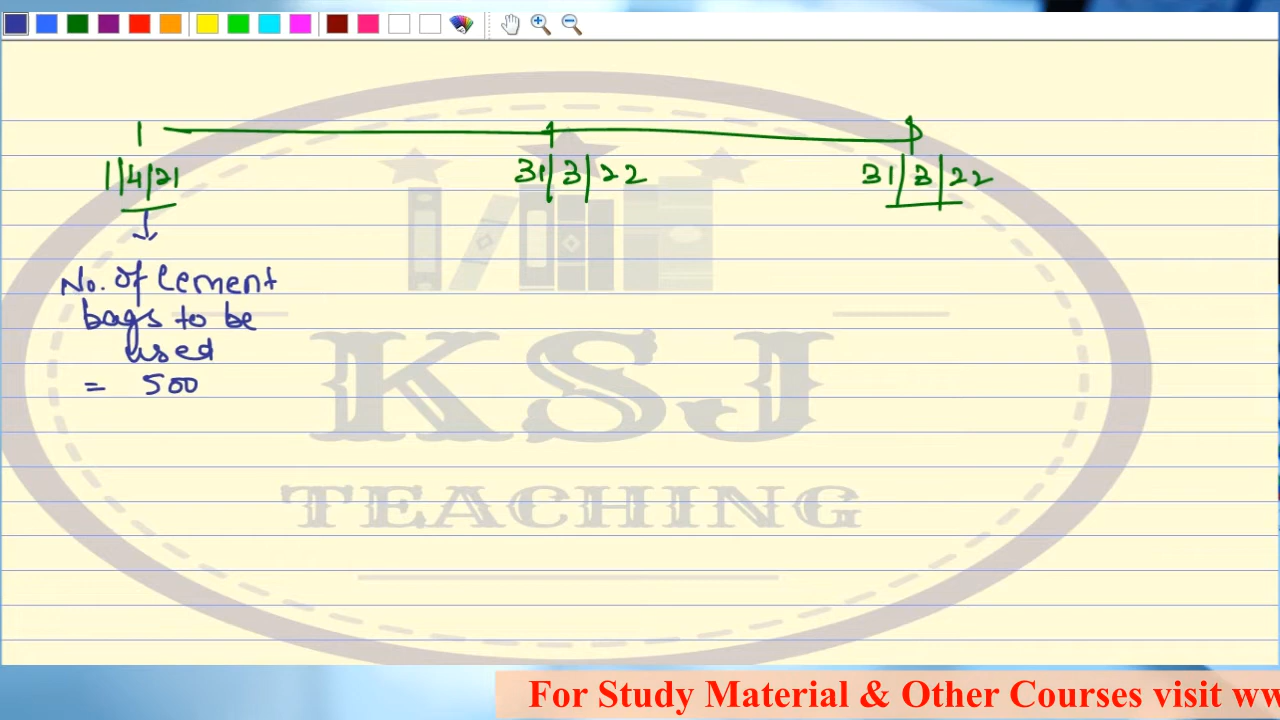 1|4|21 31|3|22 31|3|22
No. Of Cement
bags to be
used
= 500
KSJ
TEACHING
For Study Material & Other Courses visit ww